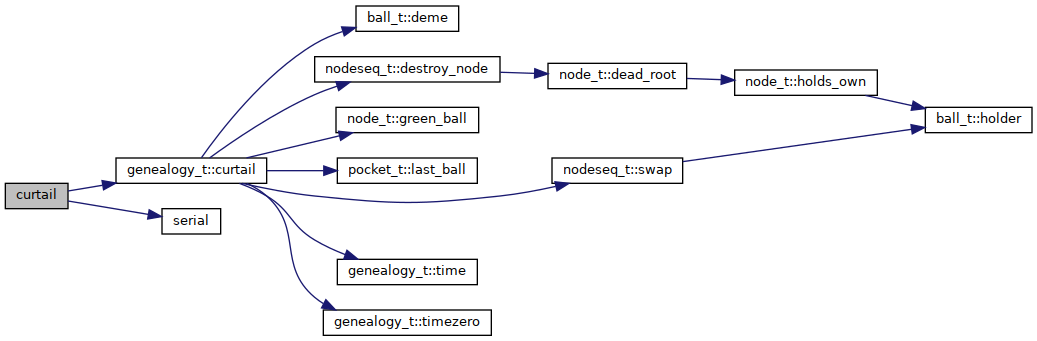 ball_t::deme
nodeseq_t::destroy_node
node_t::dead_root
node_t::holds_own
node_t::green_ball
ball_t::holder
genealogy_t::curtail
pocket_t::last_ball
nodeseq_t::swap
curtail
serial
genealogy_t::time
genealogy_t::timezero